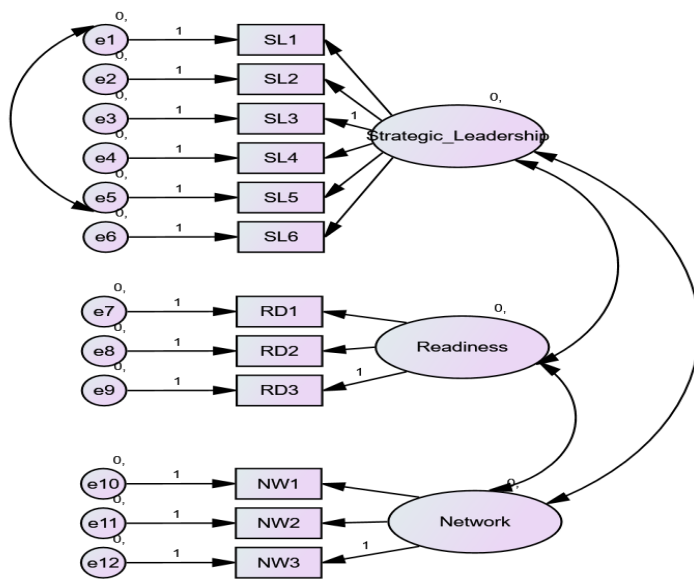 0,
e1 1 SL1
0,
e2 1 SL2
0,
e3 1 SL3 1 Strategic_Leadership 0,
0,
e4 1 SL4
0,
e5 1 SL5
0,
e6 1 SL6
0,
e7 1 RD1 0,
0,
e8 1 RD2 Readiness
0,
e9 1 RD3 1
0,
e10 1 NW1 0,
0,
e11 1 NW2 Network
0,
e12 1 NW3 1